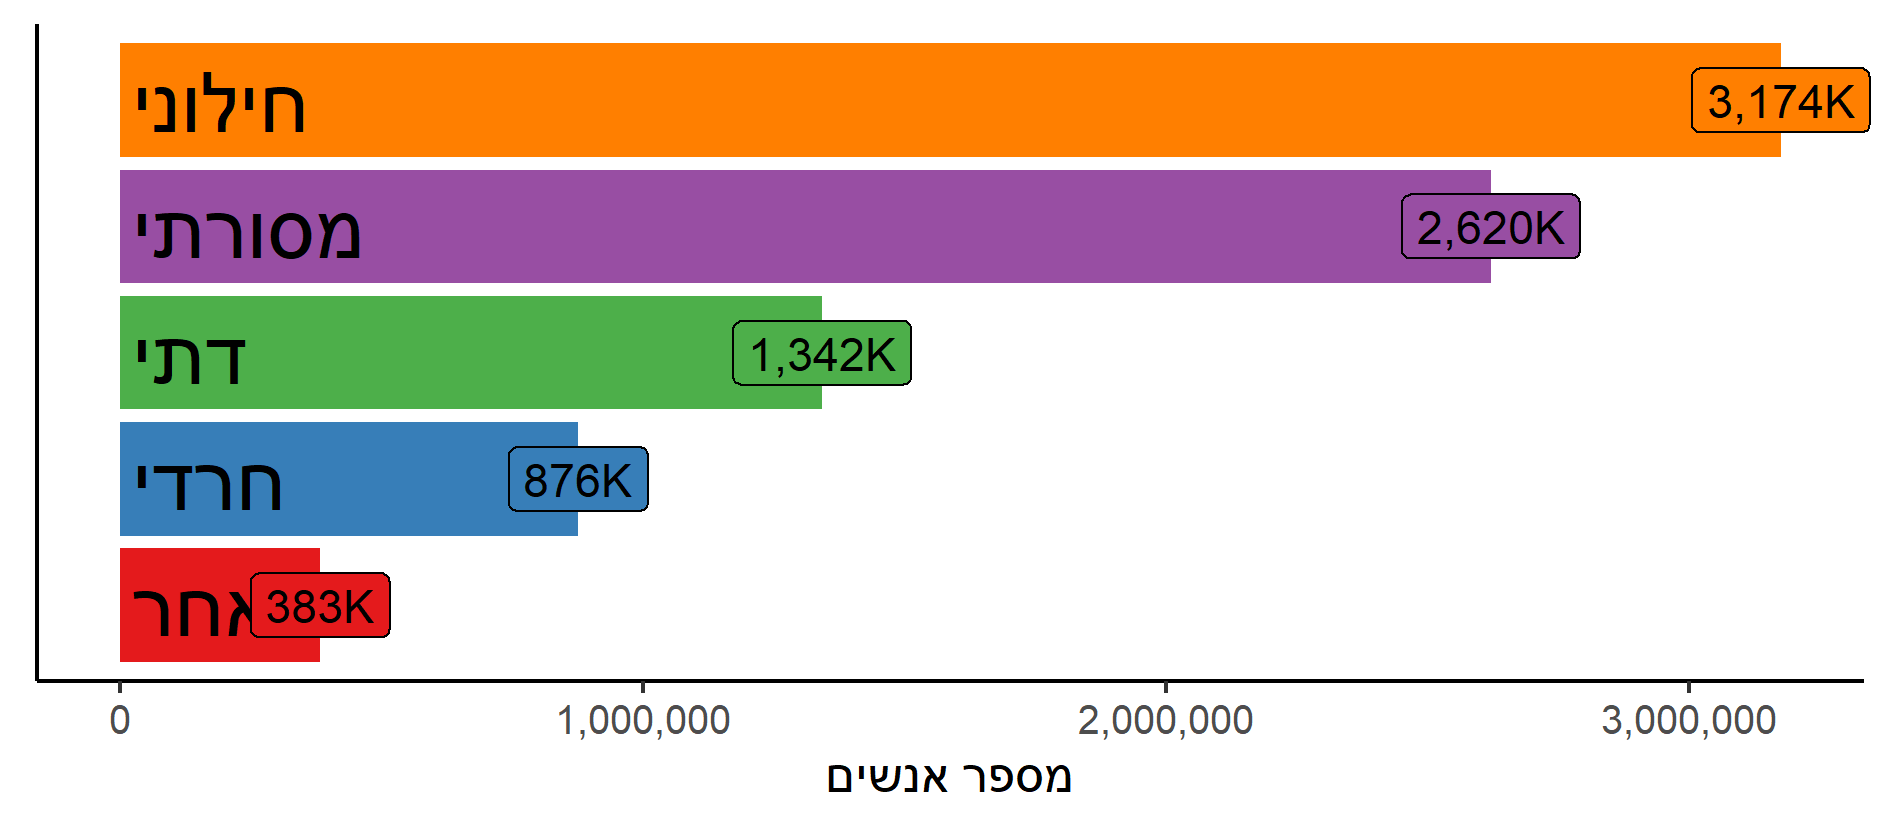 חילוני
3,174K
מסורתי
2,620K
דתי
1,342K
חרדי
876K
אחר
383K
0 1,000,000 2,000,000 3,000,000
מספר אנשים